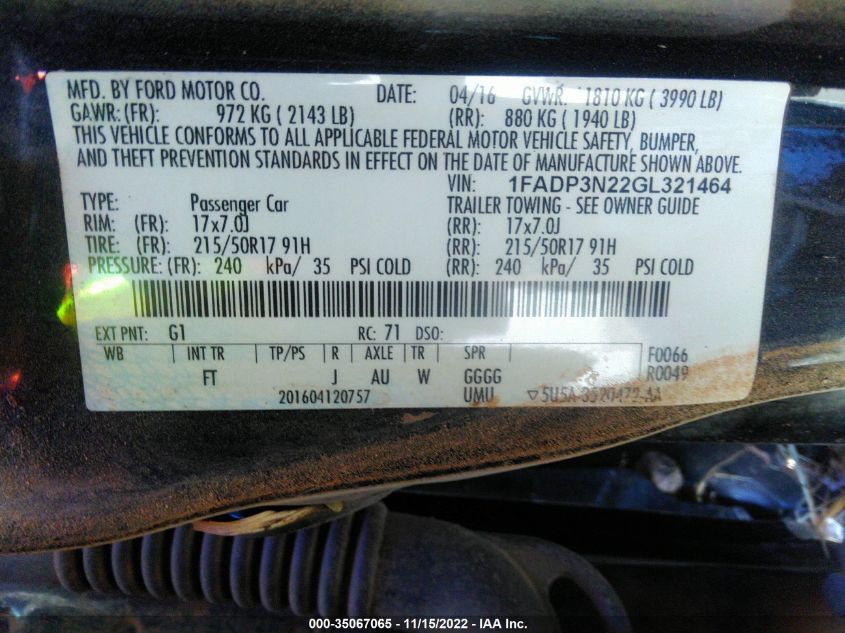 MFD. BY FORD MOTOR CO. DATE: 04/16 GVWR: 1810 KG ( 3990 LB)
GAWR: (FR): 972 KG ( 2143 LB) (RR): 880 KG ( 1940 LB)
THIS VEHICLE CONFORMS TO ALL APPLICABLE FEDERAL MOTOR VEHICLE SAFETY, BUMPER,
AND THEFT PREVENTION STANDARDS IN EFFECT ON THE DATE OF MANUFACTURE SHOWN ABOVE.
VIN: 1FADP3N22GL321464
TYPE: Passenger Car TRAILER TOWING - SEE OWNER GUIDE
RIM: (FR): 17x7.0J (RR): 17x7.0J
TIRE: (FR): 215/50R17 91H (RR): 215/50R17 91H
PRESSURE: (FR): 240 kPa/ 35 PSI COLD (RR): 240 kPa/ 35 PSI COLD
EXT PNT: G1 RC: 71 DSO:
WB INT TR TP/PS R AXLE TR SPR F0066
FT J AU W GGGG R0049
201604120757 UMU ▽5U5A-3520472-AA
000-35067065 - 11/15/2022 - IAA Inc.